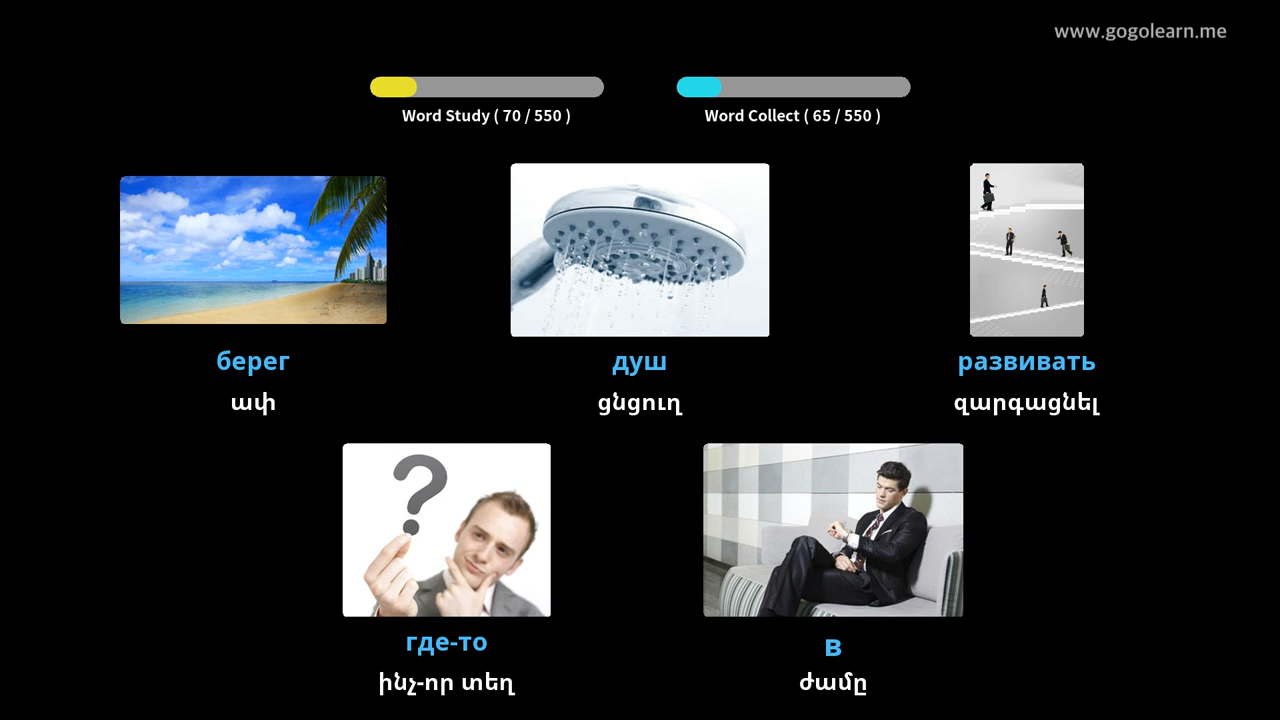 www.gogolearn.me
Word Study ( 70 / 550 )
Word Collect ( 65 / 550 )
берег
ափ
душ
ցնցուղ
развивать
զարգացնել
где-то
ինչ-որ տեղ
в
ժամը